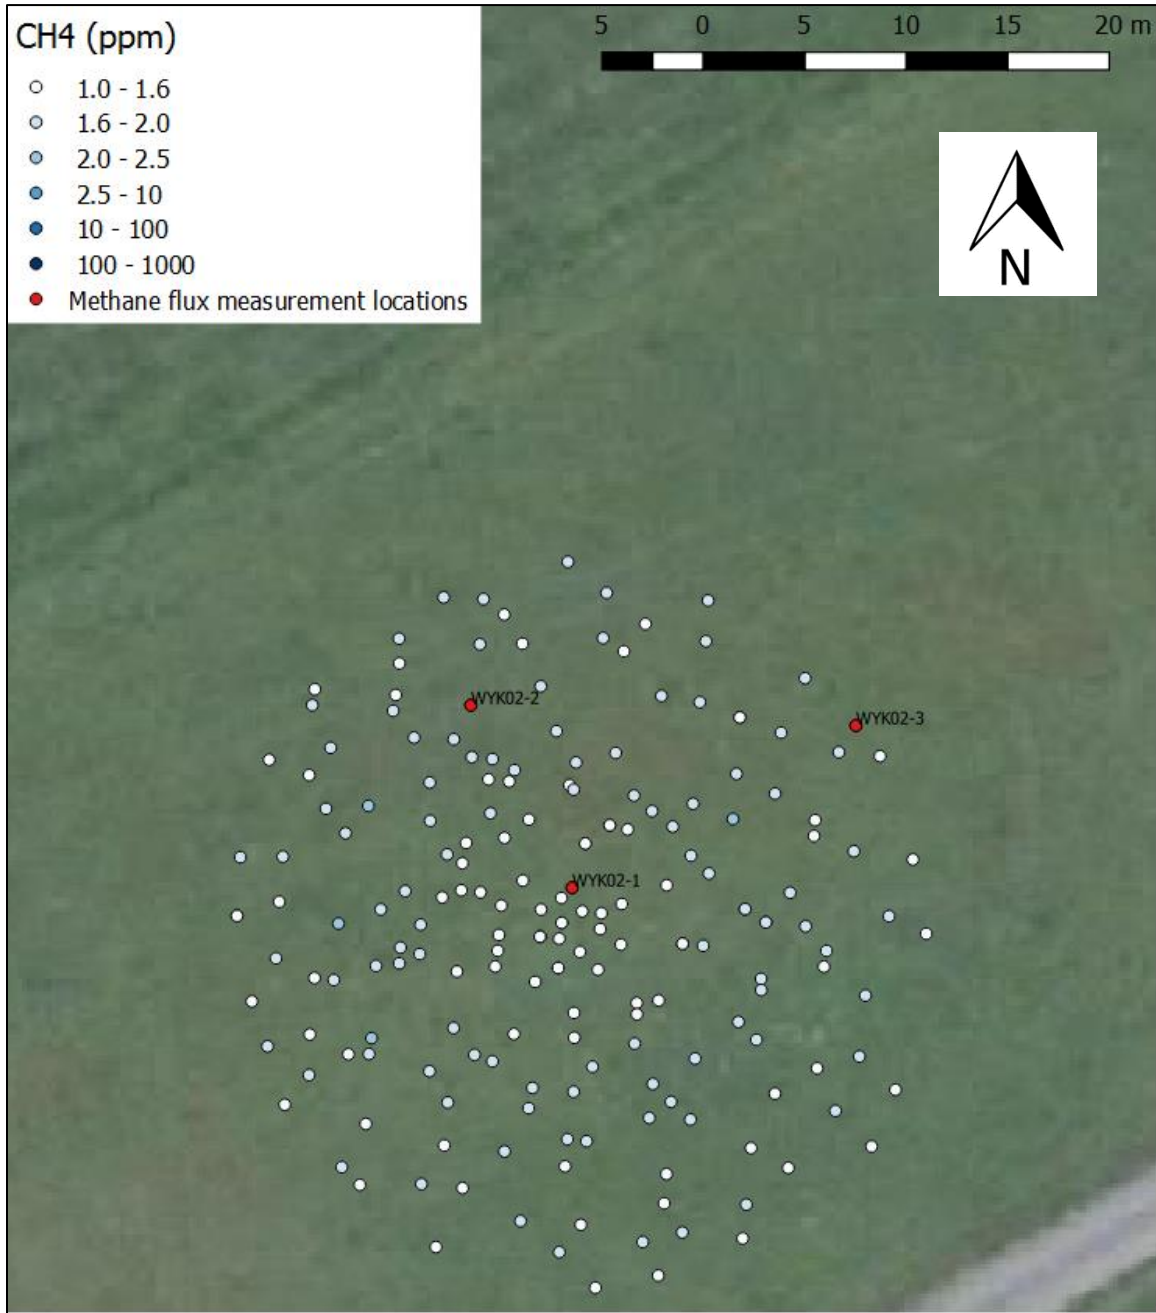 CH4 (ppm)
1.0 - 1.6
1.6 - 2.0
2.0 - 2.5
2.5 - 10
10 - 100
100 - 1000
Methane flux measurement locations
5 0 5 10 15 20 m
N
WYK02-2
WYK02-3
WYK02-1